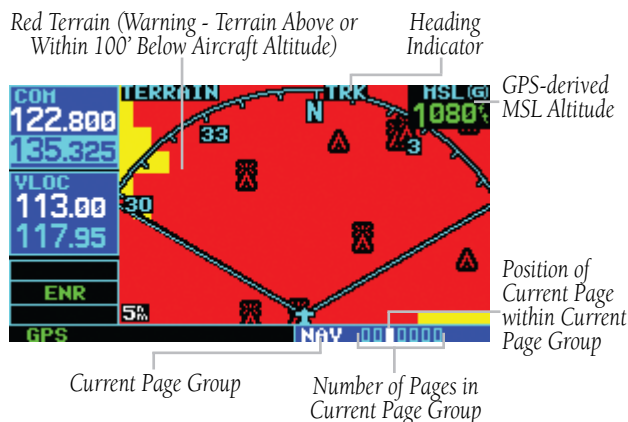 Red Terrain (Warning - Terrain Above or
Within 100' Below Aircraft Altitude)
Heading
Indicator
GPS-derived
MSL Altitude
COM
122.800
135.325
VLOC
113.00
117.95
ENR
GPS
TERRAIN
TRK
MSL G
1080ft
N
33
3
30
5nm
NAV
Position of
Current Page
within Current
Page Group
Current Page Group
Number of Pages in
Current Page Group